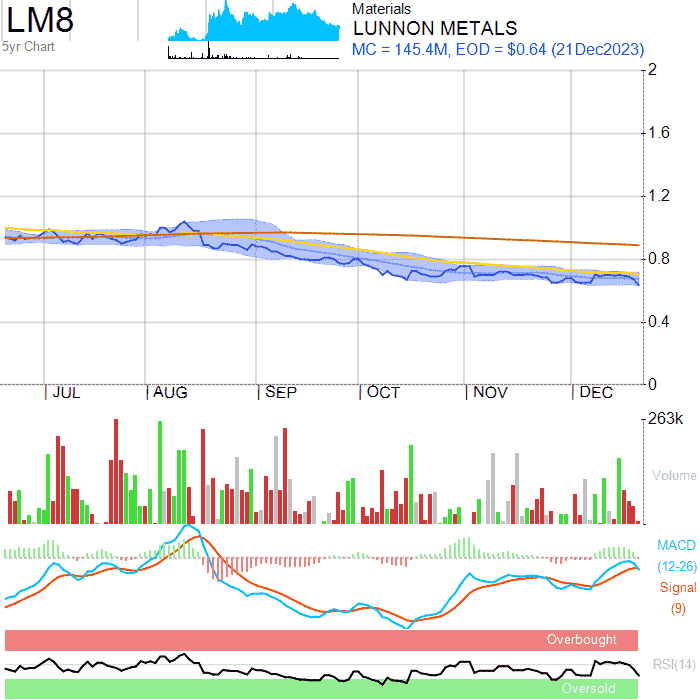 LM8
5yr Chart
Materials
LUNNON METALS
MC = 145.4M, EOD = $0.64 (21Dec2023)
2
1.6
1.2
0.8
0.4
0
JUL AUG SEP OCT NOV DEC
263k
Volume
MACD
(12-26)
Signal
(9)
Overbought
RSI(14)
Oversold